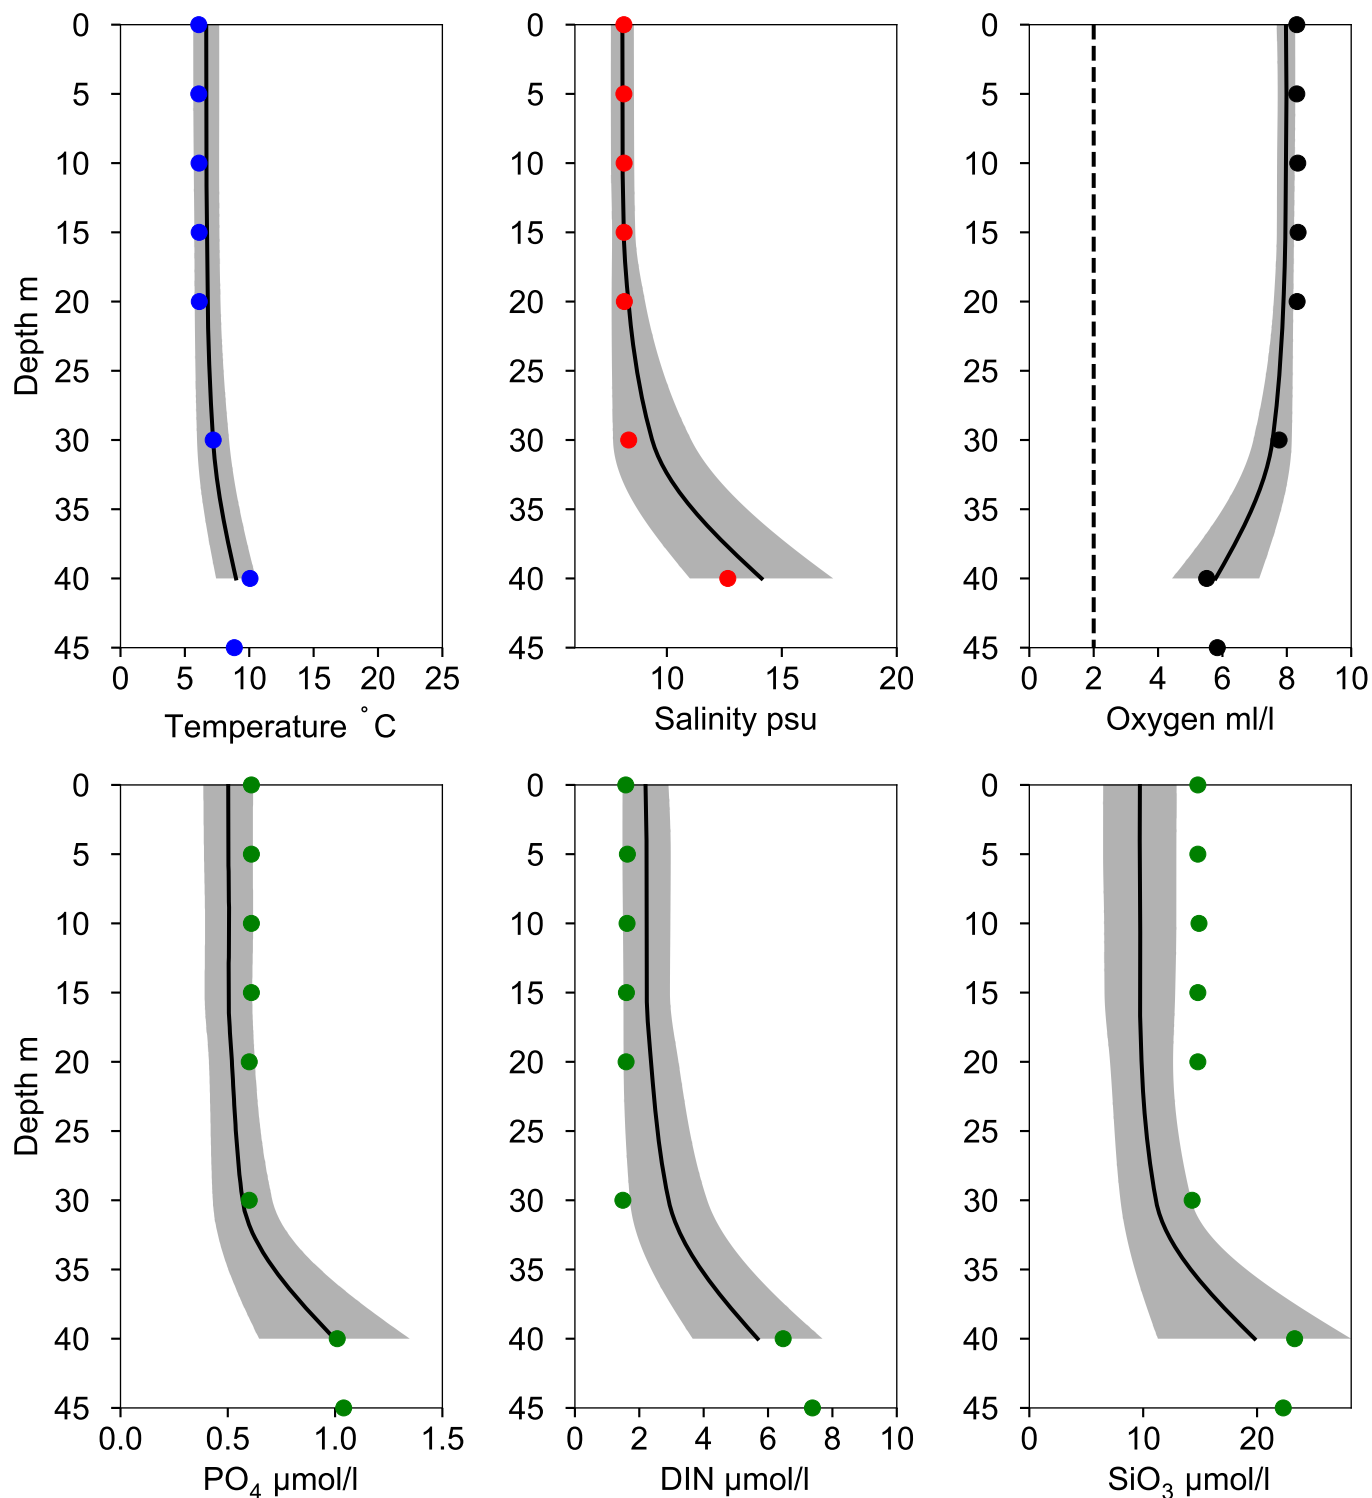 0 0 0
5 5 5
10 10 10
15 15 15
20 20 20
25 25 25
30 30 30
35 35 35
40 40 40
45 45 45
Depth m
0 5 10 15 20 25 10 15 20 0 2 4 6 8 10
Temperature °C Salinity psu Oxygen ml/l
0 0 0
5 5 5
10 10 10
15 15 15
20 20 20
25 25 25
30 30 30
35 35 35
40 40 40
45 45 45
Depth m
0.0 0.5 1.0 1.5 0 2 4 6 8 10 0 10 20
PO₄ µmol/l DIN µmol/l SiO₃ µmol/l